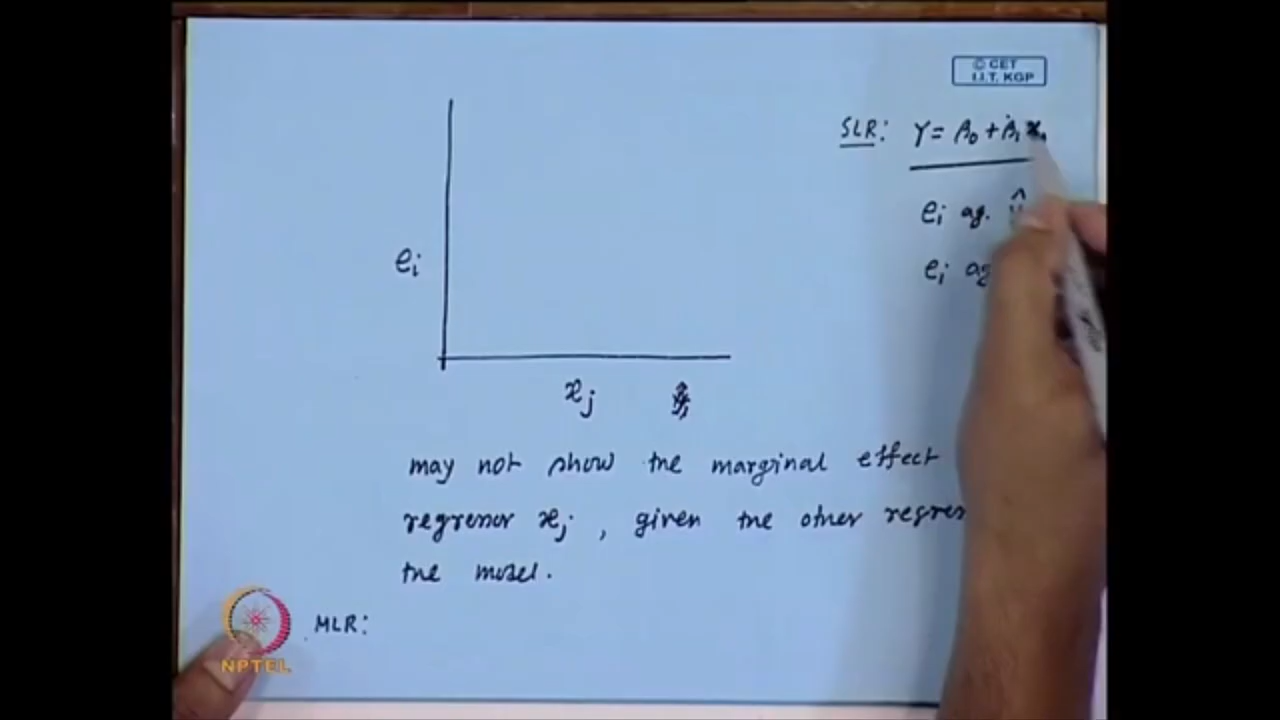 © CET
I.I.T. KGP
SLR: Y = β₀ + β₁ x₁
eᵢ ag. ŷ
eᵢ ag
eᵢ
xⱼ ŷᵢ
may not show the marginal effect
regressor xⱼ , given the other regres
the model.
MLR:
NPTEL